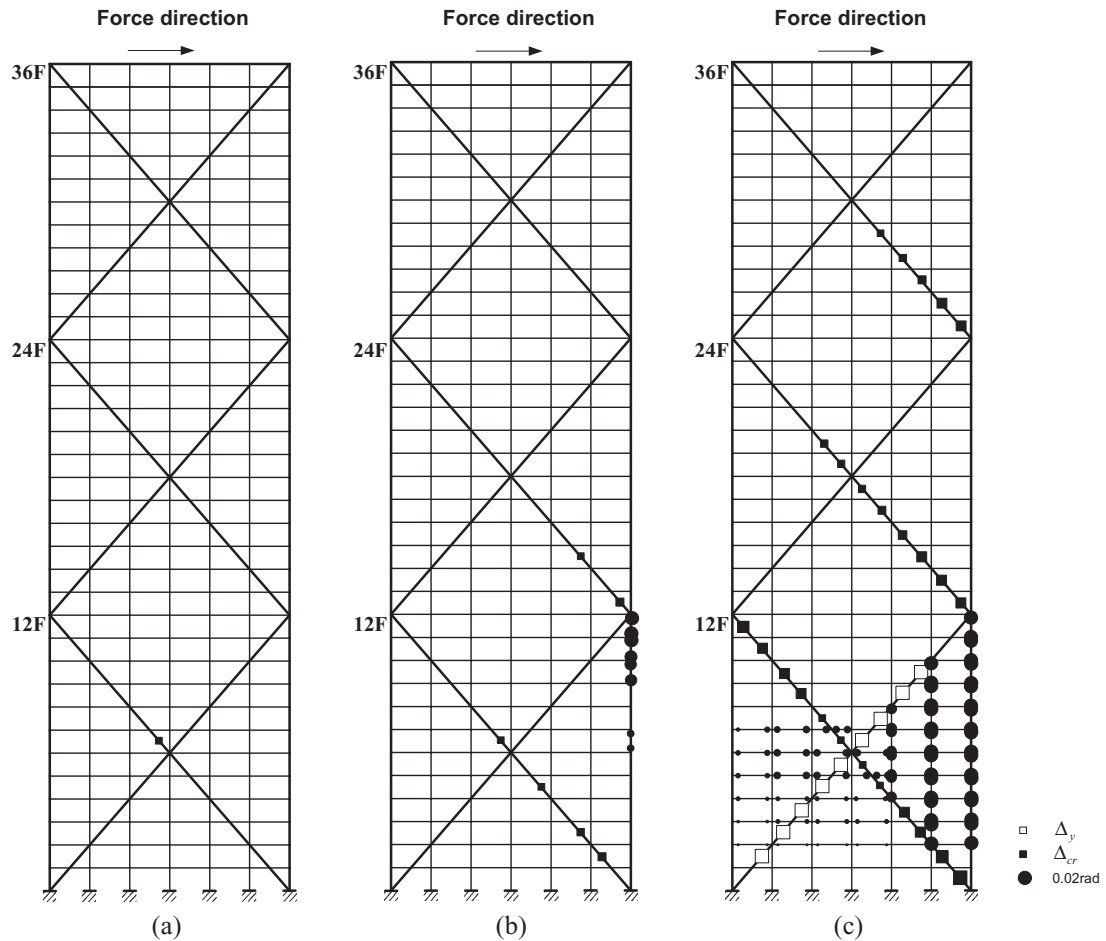 Force direction
Force direction
Force direction
36F
36F
36F
24F
24F
24F
12F
12F
12F
Δy
Δcr
0.02rad
(a)
(b)
(c)